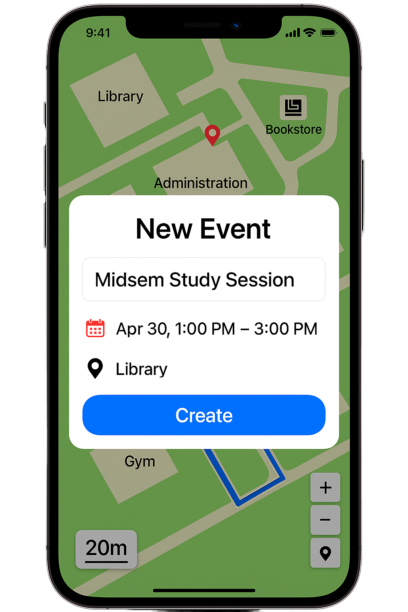 9:41
Library
Bookstore
Administration
New Event
Midsem Study Session
Apr 30, 1:00 PM – 3:00 PM
Library
Create
Gym
+
−
20m